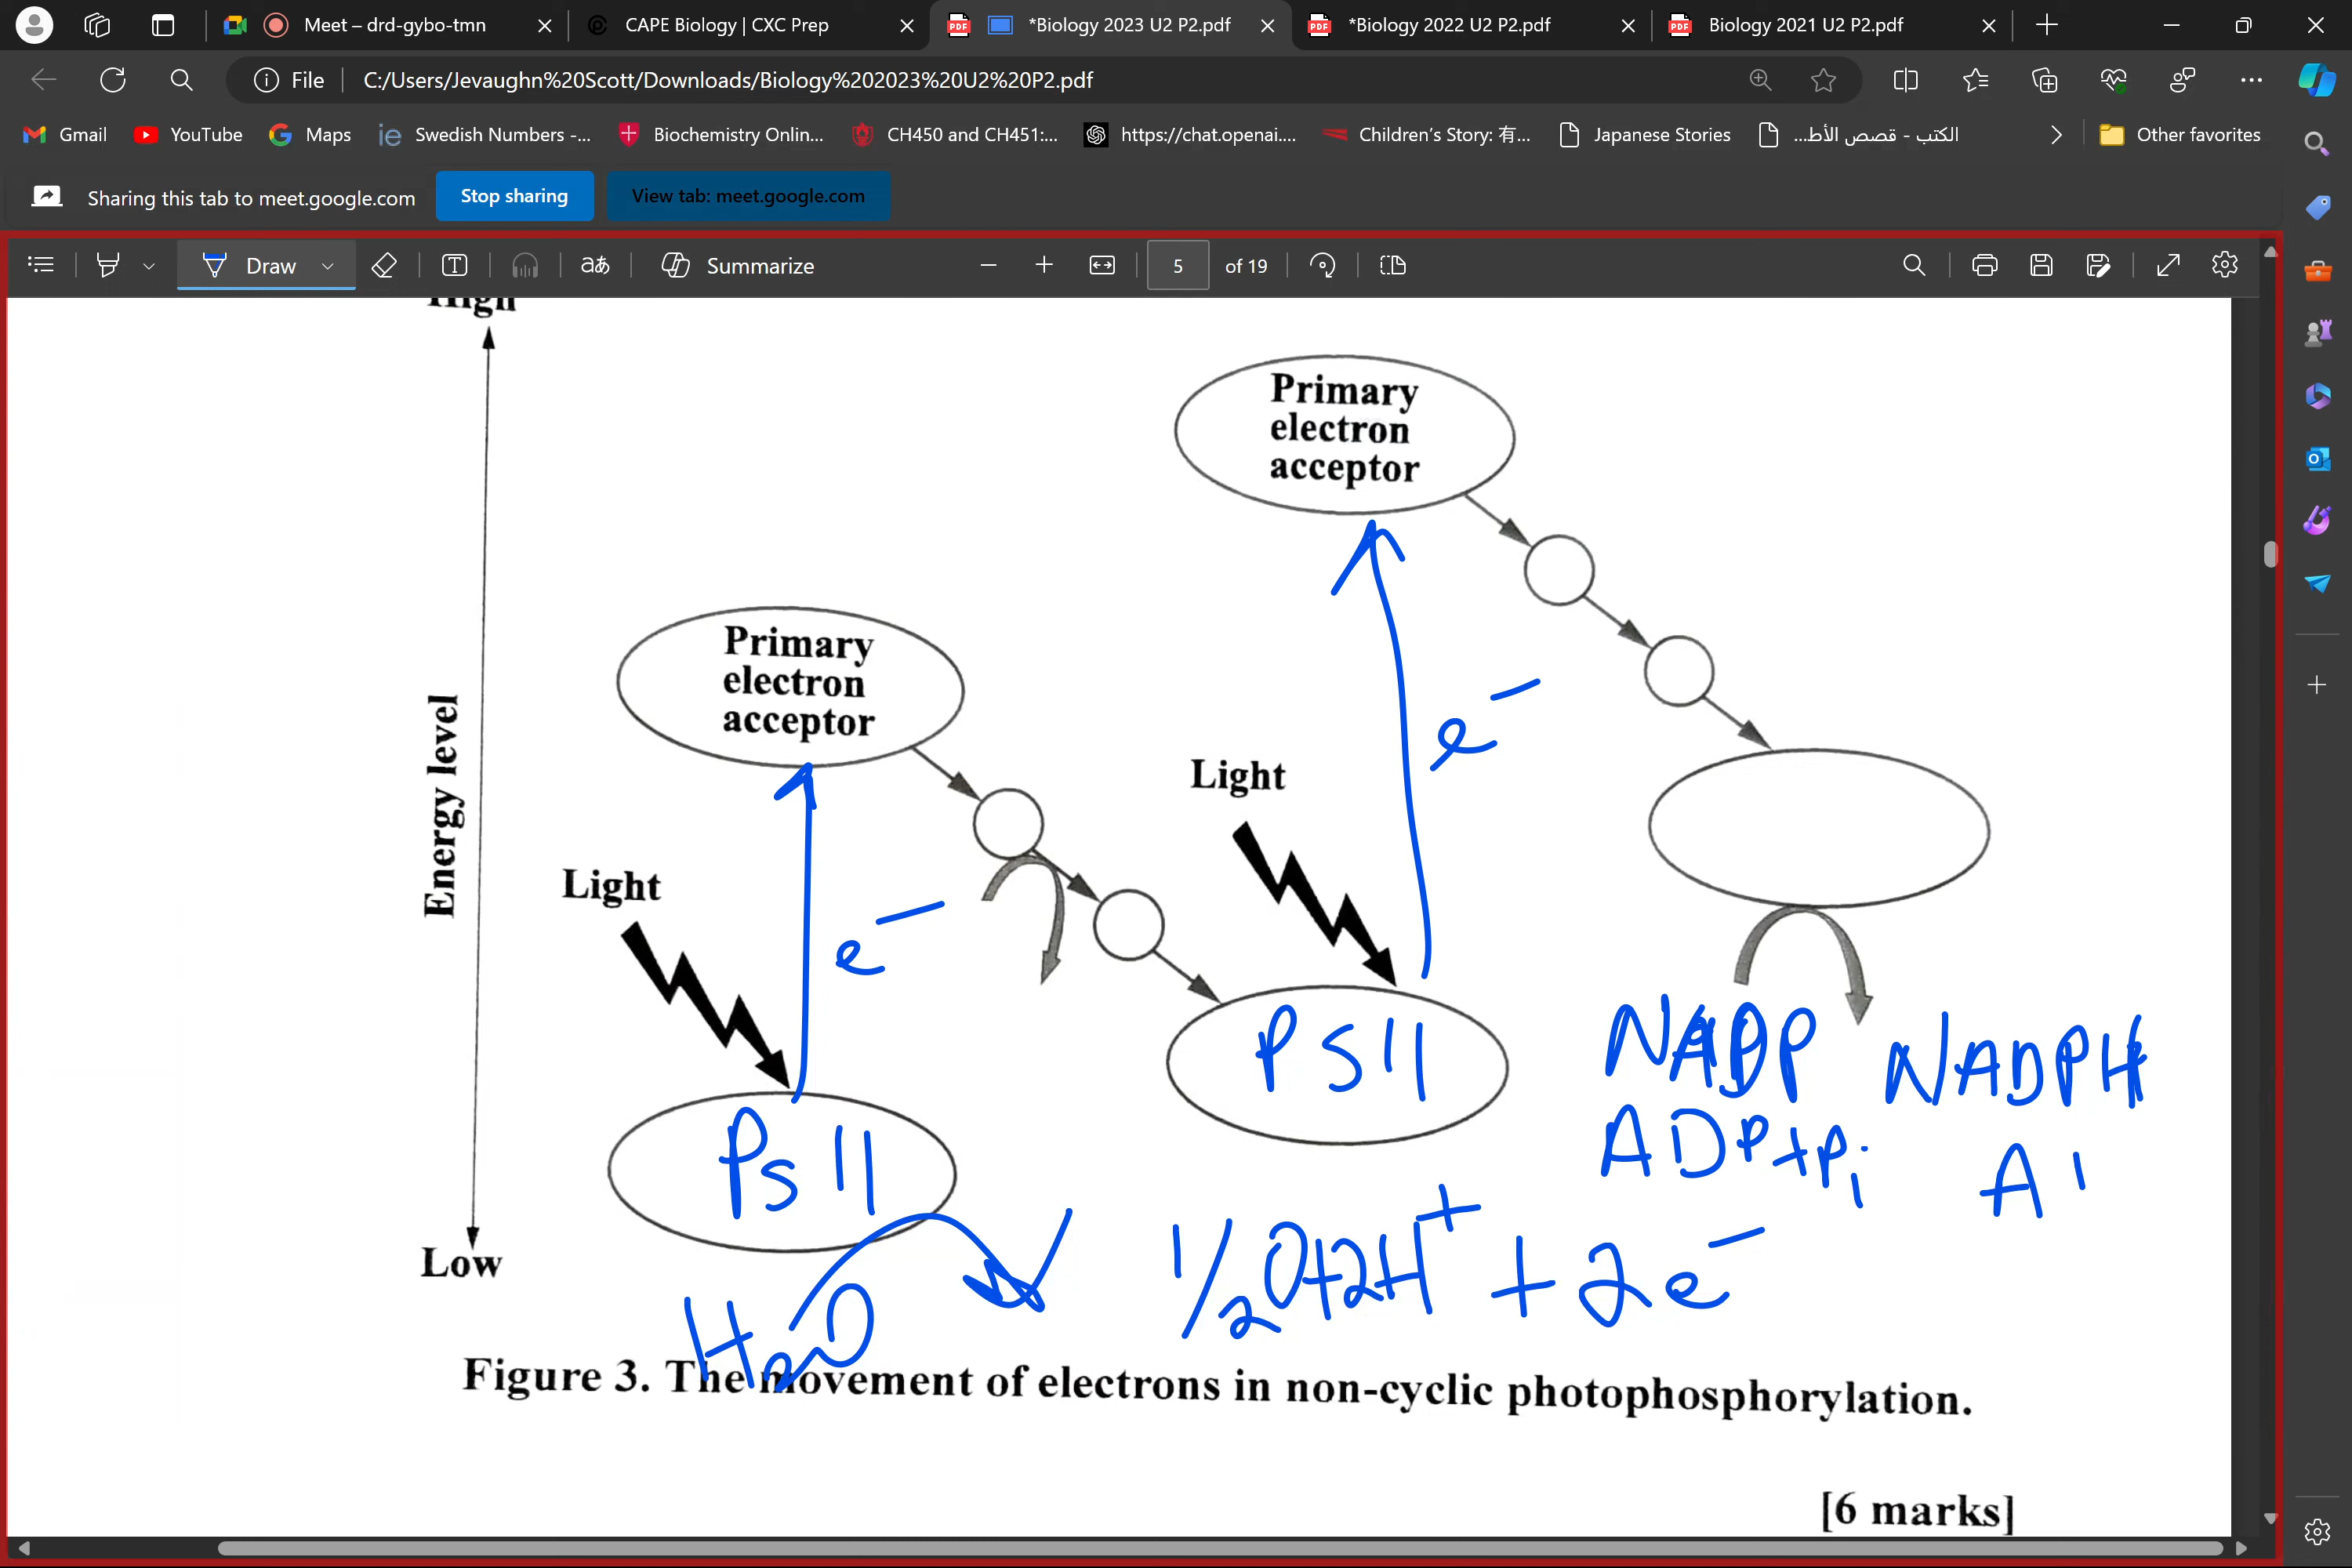 Meet – drd-gybo-tmn
CAPE Biology | CXC Prep
*Biology 2023 U2 P2.pdf
*Biology 2022 U2 P2.pdf
Biology 2021 U2 P2.pdf
File
C:/Users/Jevaughn%20Scott/Downloads/Biology%202023%20U2%20P2.pdf
Gmail
YouTube
Maps
Swedish Numbers -...
Biochemistry Onlin...
CH450 and CH451:...
https://chat.openai....
Children's Story: 有...
Japanese Stories
الكتب - قصص الأط...
Other favorites
Sharing this tab to meet.google.com
Stop sharing
View tab: meet.google.com
Draw
aあ
Summarize
5
of 19
High
Primary
electron
acceptor
Primary
electron
acceptor
e⁻
Light
Energy level
Light
e⁻
PS II
NADP
NADPH
ADP+Pi
A
Ps II
Low
H2O
1/2O+2H⁺ + 2e⁻
Figure 3. The movement of electrons in non-cyclic photophosphorylation.
[6 marks]